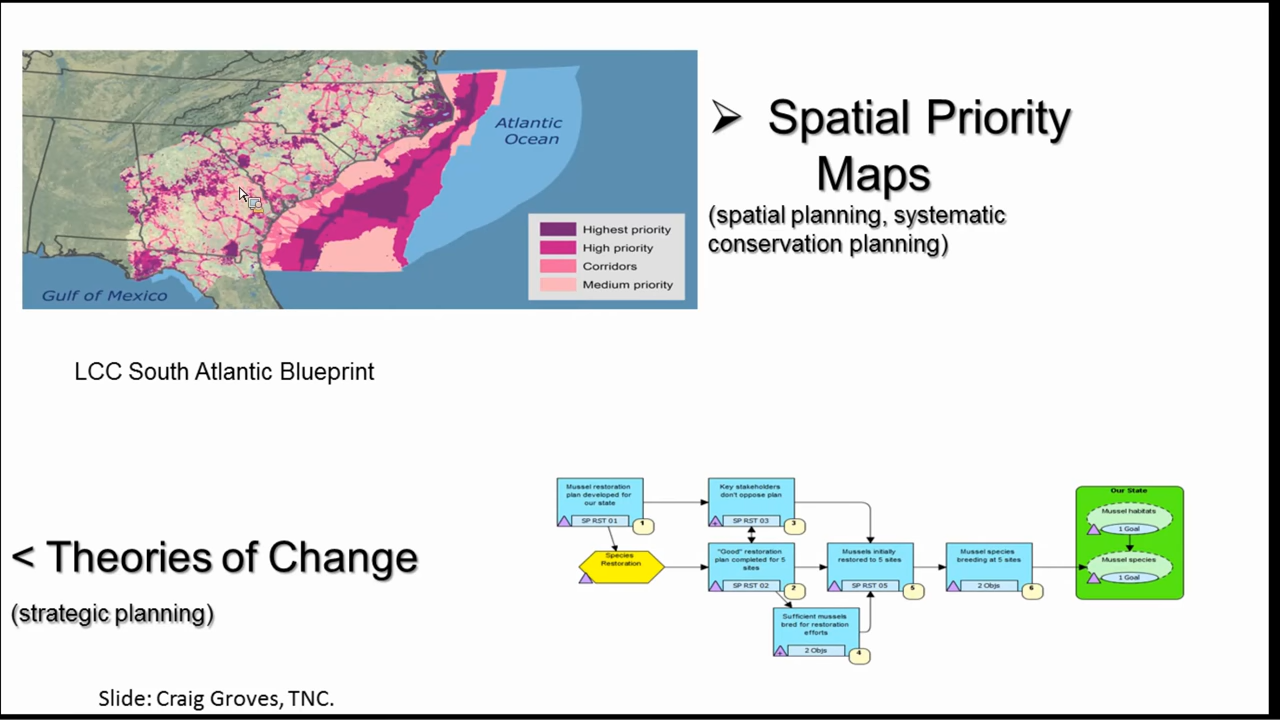 Atlantic
Ocean
Highest priority
High priority
Corridors
Medium priority
Gulf of Mexico
➢ Spatial Priority
Maps
(spatial planning, systematic
conservation planning)
LCC South Atlantic Blueprint
< Theories of Change
(strategic planning)
Mussel restoration
plan developed for
our state
SP RST 01
1
Key stakeholders
don't oppose plan
SP RST 03
3
Species
Restoration
"Good" restoration
plan completed for 5
sites
SP RST 02
2
Mussels initially
restored to 5 sites
SP RST 05
5
Mussel species
breeding at 5 sites
2 Objs
6
Sufficient mussels
bred for restoration
efforts
2 Objs
4
Our State
Mussel habitats
1 Goal
Mussel species
1 Goal
Slide: Craig Groves, TNC.